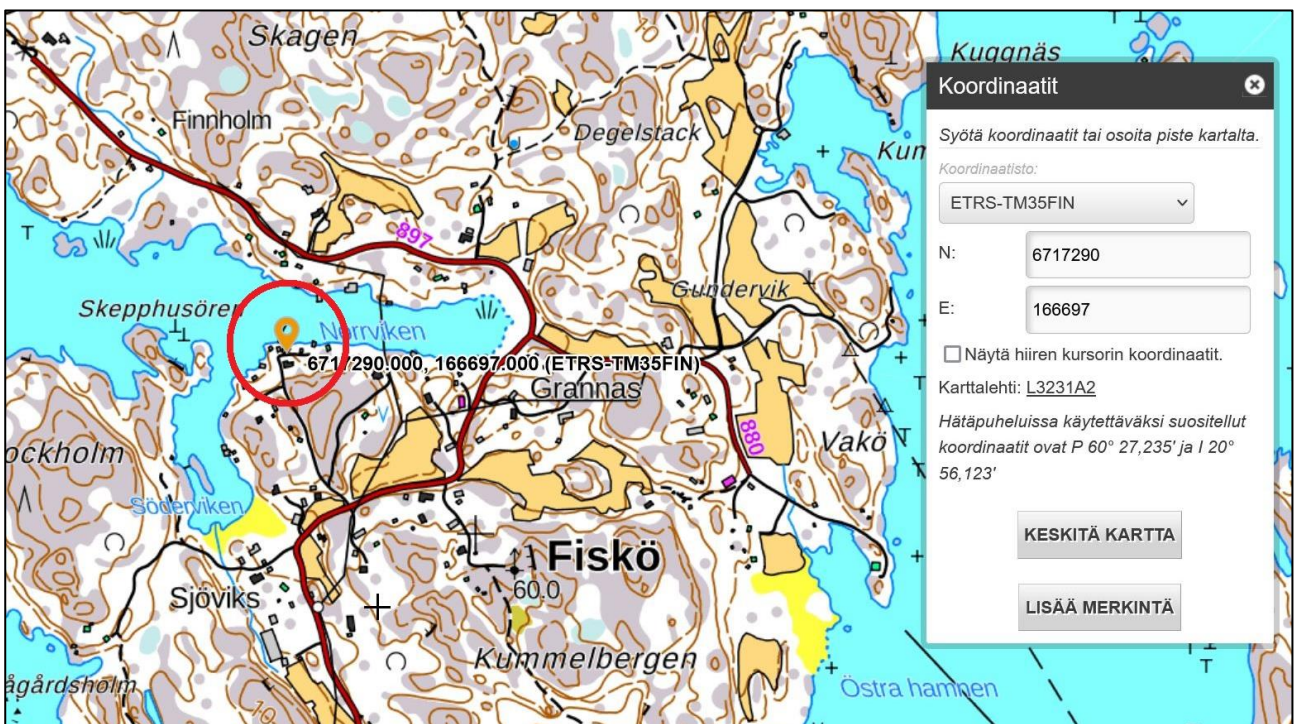 Skagen
10
Kuggnäs
Finnholm
Degelstack
Kum
897
Gundervik
Skepphusören
Norrviken
6717290.000, 166697.000 (ETRS-TM35FIN)
Grannas
880
Vakö
ockholm
Söderviken
Fiskö
60.0
Sjöviks
Kummelbergen
ågårdsholm
10
Östra hamnen
Koordinaatit
Syötä koordinaatit tai osoita piste kartalta.
Koordinaatisto:
ETRS-TM35FIN
N:
6717290
E:
166697
Näytä hiiren kursorin koordinaatit.
Karttalehti: L3231A2
Hätäpuheluissa käytettäväksi suositellut
koordinaatit ovat P 60° 27,235' ja I 20°
56,123'
KESKITÄ KARTTA
LISÄÄ MERKINTÄ